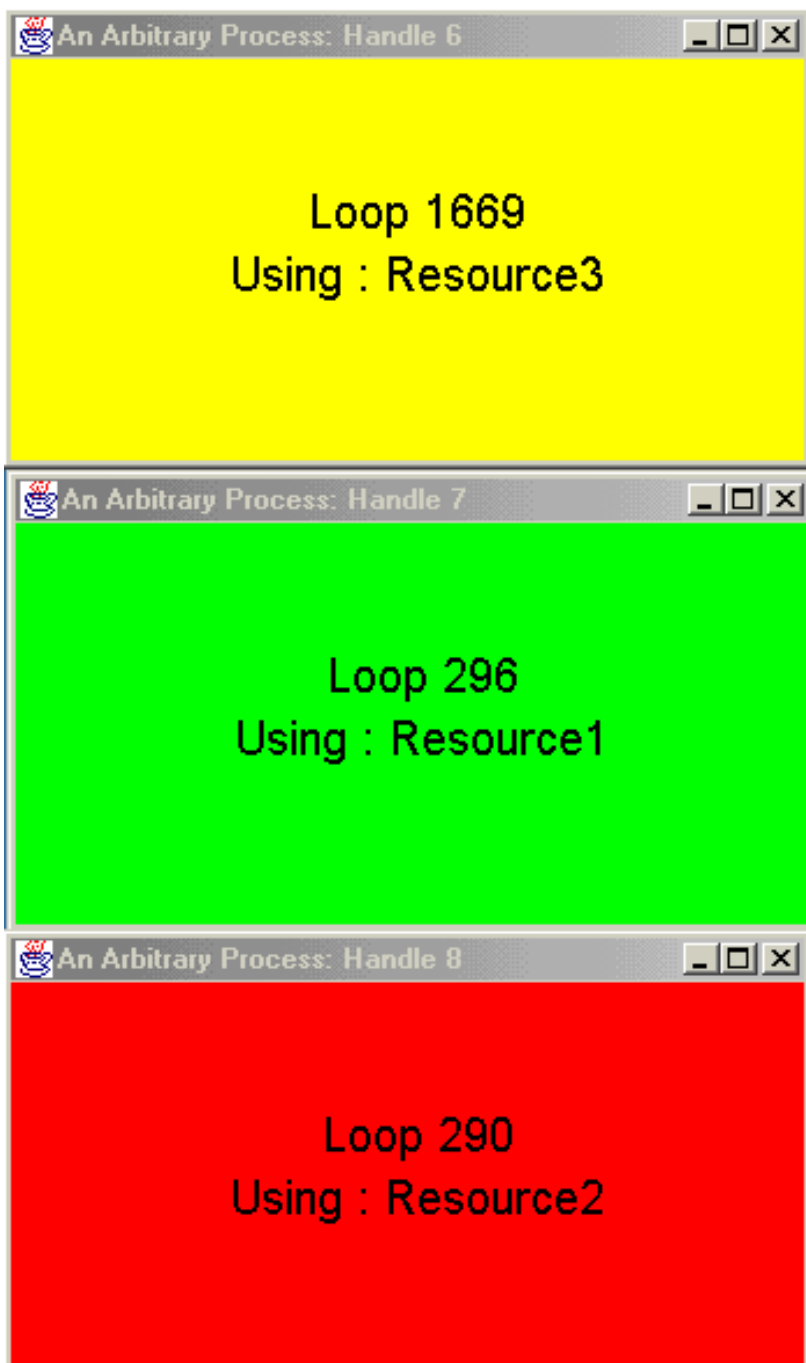 An Arbitrary Process: Handle 6
Loop 1669
Using : Resource3
An Arbitrary Process: Handle 7
Loop 296
Using : Resource1
An Arbitrary Process: Handle 8
Loop 290
Using : Resource2